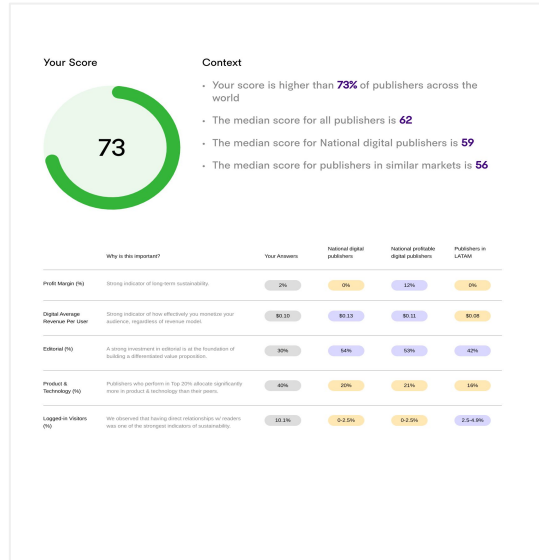 Your Score
73
Context
• Your score is higher than 73% of publishers across the
world
• The median score for all publishers is 62
• The median score for National digital publishers is 59
• The median score for publishers in similar markets is 56
Why is this important?
Your Answers
National digital
publishers
National profitable
digital publishers
Publishers in
LATAM
Profit Margin (%)
Strong indicator of long-term sustainability.
2%
0%
12%
0%
Digital Average
Revenue Per User
Strong indicator of how effectively you monetize your
audience, regardless of revenue model.
$0.10
$0.13
$0.11
$0.08
Editorial (%)
A strong investment in editorial is at the foundation of
building a differentiated value proposition.
30%
54%
53%
42%
Product &
Technology (%)
Publishers who perform in Top 20% allocate significantly
more in product & technology than their peers.
40%
20%
21%
16%
Logged-in Visitors
(%)
We observed that having direct relationships w/ readers
was one of the strongest indicators of sustainability.
10.1%
0-2.5%
0-2.5%
2.5-4.9%